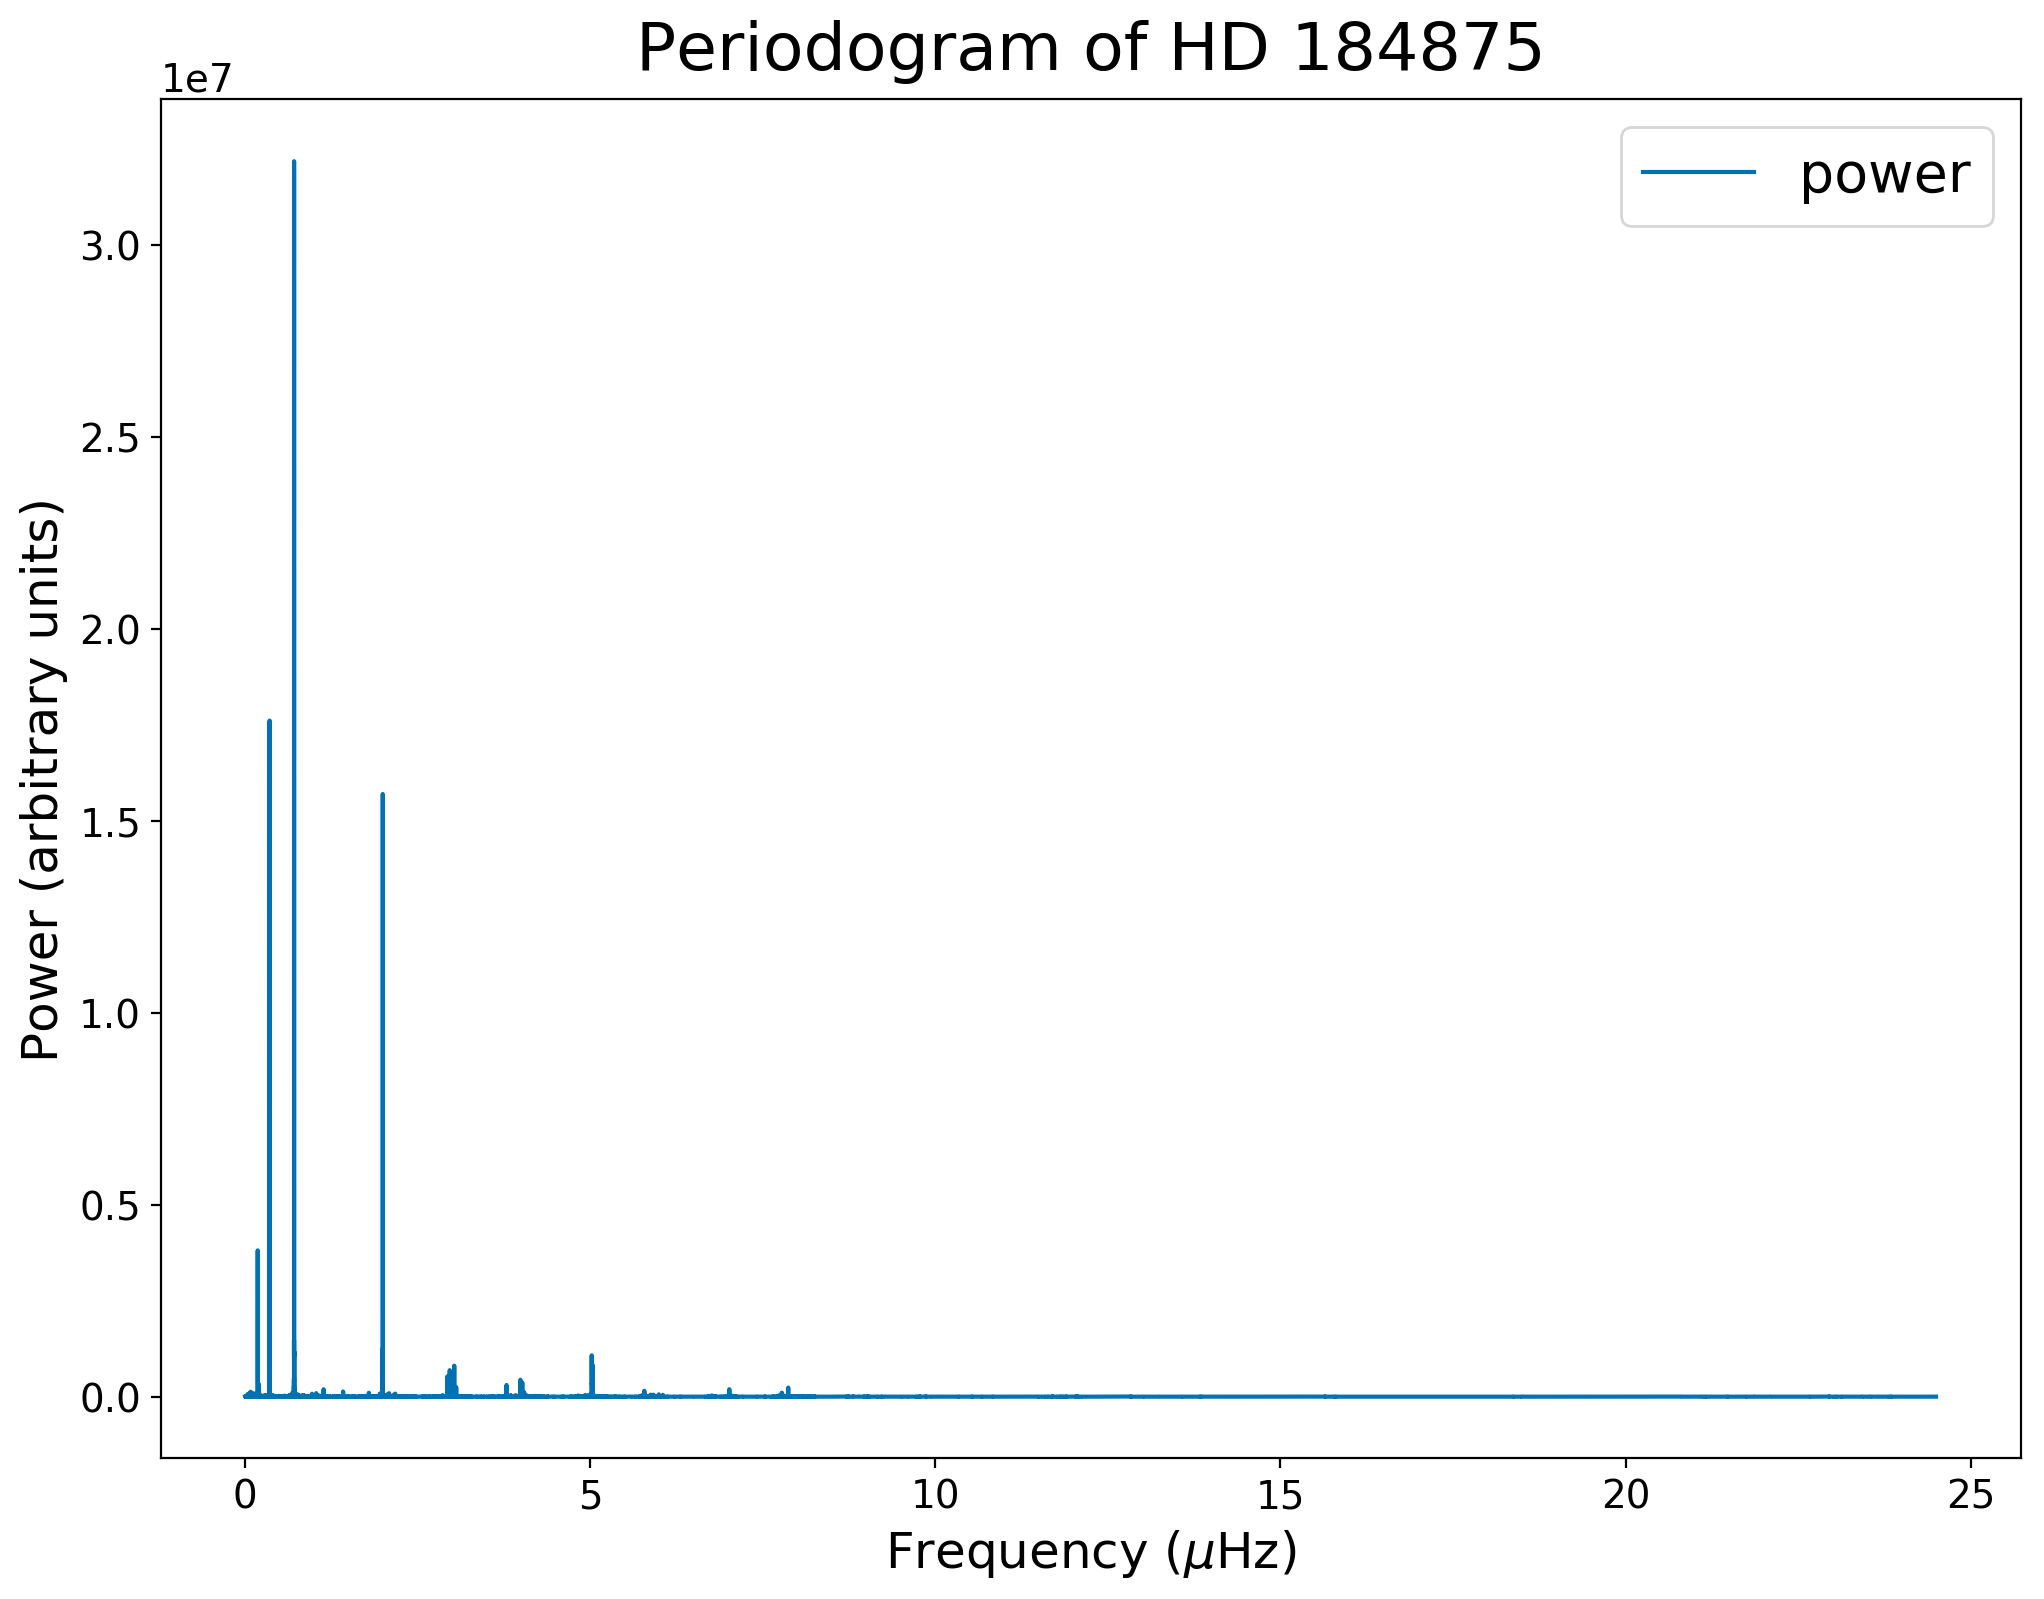 Periodogram of HD 184875
1e7
power
3.0
2.5
2.0
1.5
1.0
0.5
0.0
Power (arbitrary units)
0 5 10 15 20 25
Frequency (μHz)